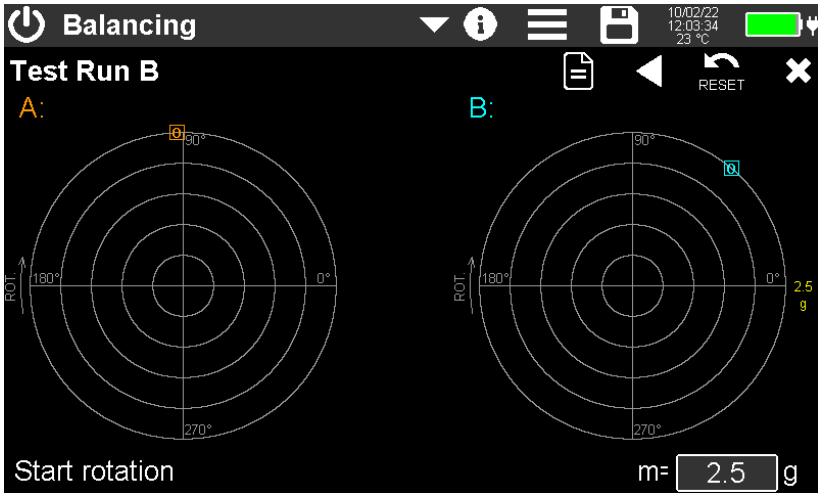 Balancing
i
10/02/22
12:03:34
23 °C
Test Run B
RESET
A:
B:
0
90°
180°
0°
270°
ROT.
0
90°
180°
0°
270°
ROT.
2.5
g
Start rotation
m=
2.5
g